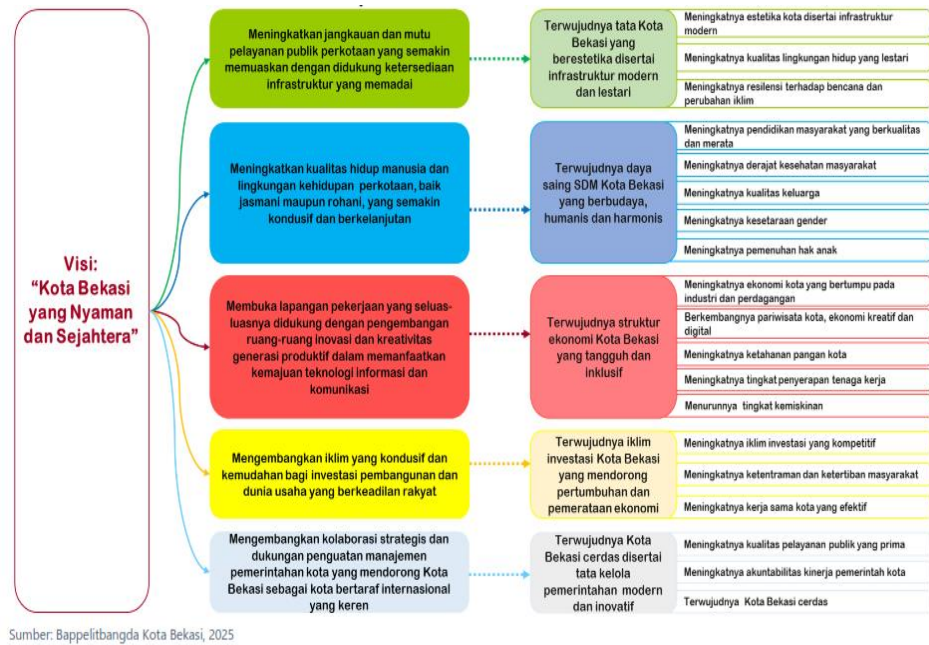 Visi:
“Kota Bekasi
yang Nyaman
dan Sejahtera”
Meningkatkan jangkauan dan mutu
pelayanan publik perkotaan yang semakin
memuaskan dengan didukung ketersediaan
infrastruktur yang memadai
Terwujudnya tata Kota
Bekasi yang
berestetika disertai
infrastruktur modern
dan lestari
Meningkatnya estetika kota disertai infrastruktur
modern
Meningkatnya kualitas lingkungan hidup yang lestari
Meningkatnya resilensi terhadap bencana dan
perubahan iklim
Meningkatkan kualitas hidup manusia dan
lingkungan kehidupan perkotaan, baik
jasmani maupun rohani, yang semakin
kondusif dan berkelanjutan
Terwujudnya daya
saing SDM Kota Bekasi
yang berbudaya,
humanis dan harmonis
Meningkatnya pendidikan masyarakat yang berkualitas
dan merata
Meningkatnya derajat kesehatan masyarakat
Meningkatnya kualitas keluarga
Meningkatnya kesetaraan gender
Meningkatnya pemenuhan hak anak
Membuka lapangan pekerjaan yang seluas-
luasnya didukung dengan pengembangan
ruang-ruang inovasi dan kreativitas
generasi produktif dalam memanfaatkan
kemajuan teknologi informasi dan
komunikasi
Terwujudnya struktur
ekonomi Kota Bekasi
yang tangguh dan
inklusif
Meningkatnya ekonomi kota yang bertumpu pada
industri dan perdagangan
Berkembangnya pariwisata kota, ekonomi kreatif dan
digital
Meningkatnya ketahanan pangan kota
Meningkatnya tingkat penyerapan tenaga kerja
Menurunnya tingkat kemiskinan
Mengembangkan iklim yang kondusif dan
kemudahan bagi investasi pembangunan dan
dunia usaha yang berkeadilan rakyat
Terwujudnya iklim
investasi Kota Bekasi
yang mendorong
pertumbuhan dan
pemerataan ekonomi
Meningkatnya iklim investasi yang kompetitif
Meningkatnya ketentraman dan ketertiban masyarakat
Meningkatnya kerja sama kota yang efektif
Mengembangkan kolaborasi strategis dan
dukungan penguatan manajemen
pemerintahan kota yang mendorong Kota
Bekasi sebagai kota bertaraf internasional
yang keren
Terwujudnya Kota
Bekasi cerdas disertai
tata kelola
pemerintahan modern
dan inovatif
Meningkatnya kualitas pelayanan publik yang prima
Meningkatnya akuntabilitas kinerja pemerintah kota
Terwujudnya Kota Bekasi cerdas
Sumber: Bappelitbangda Kota Bekasi, 2025